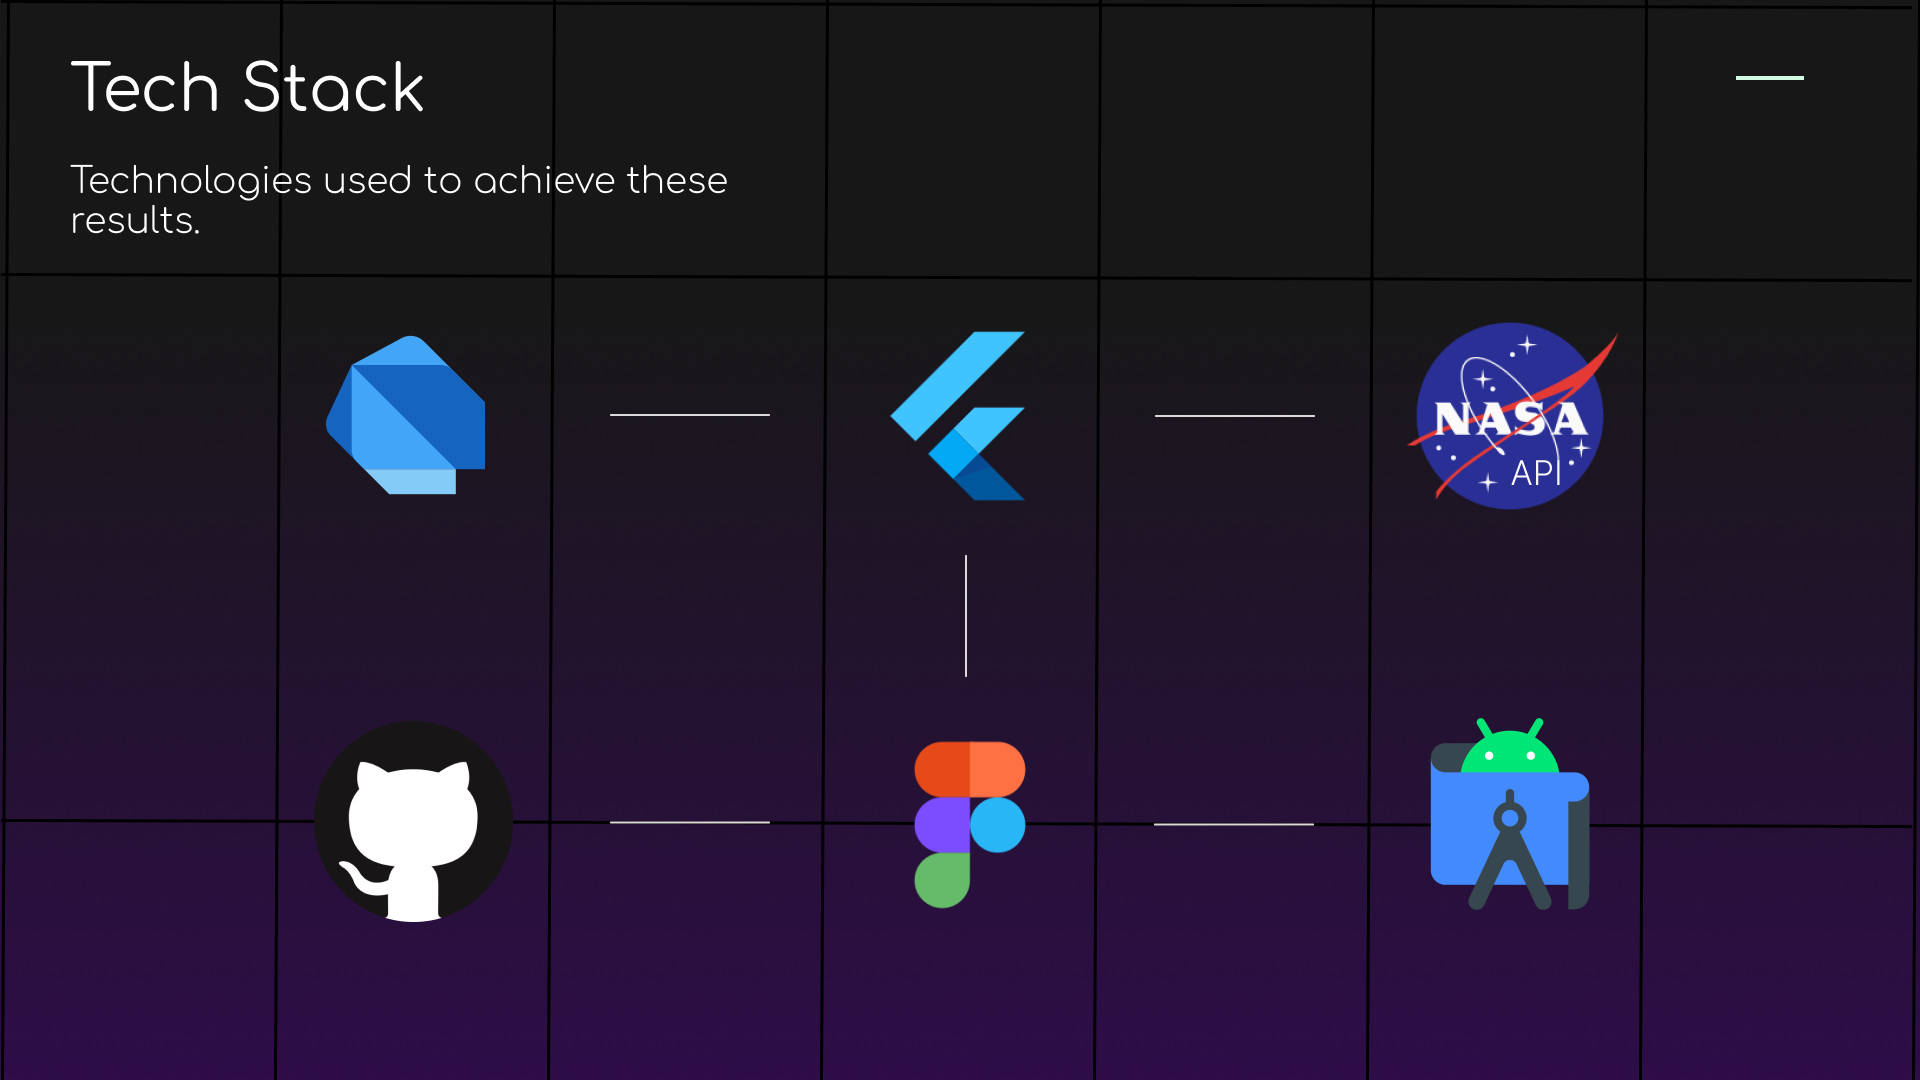 Tech Stack
Technologies used to achieve these
results.
NASA
API